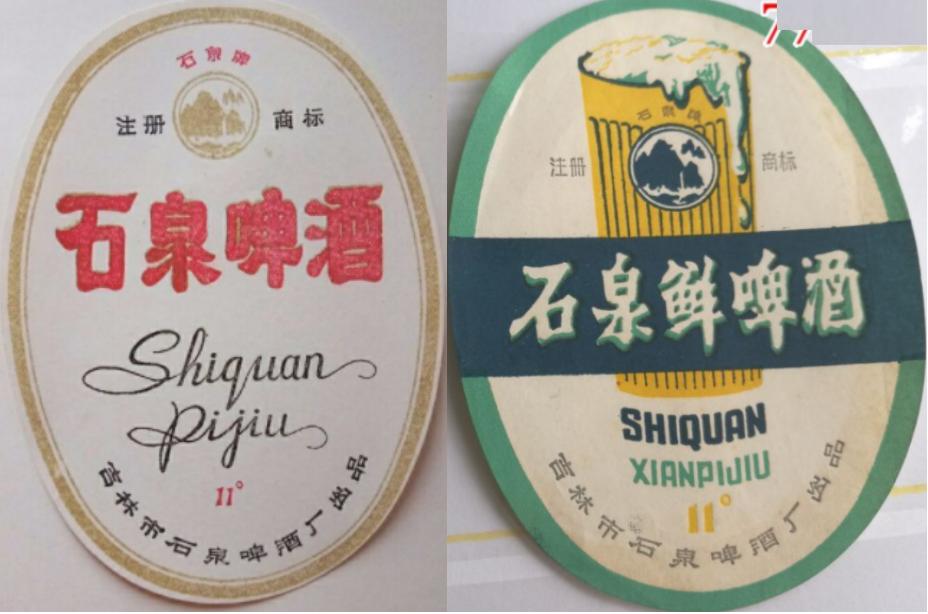 石泉牌
注册 商标
石泉啤酒
Shiquan
Pijiu
11°
吉林市石泉啤酒厂出品
石泉牌
注册 商标
石泉鲜啤酒
SHIQUAN
XIANPIJIU
11°
吉林市石泉啤酒厂出品